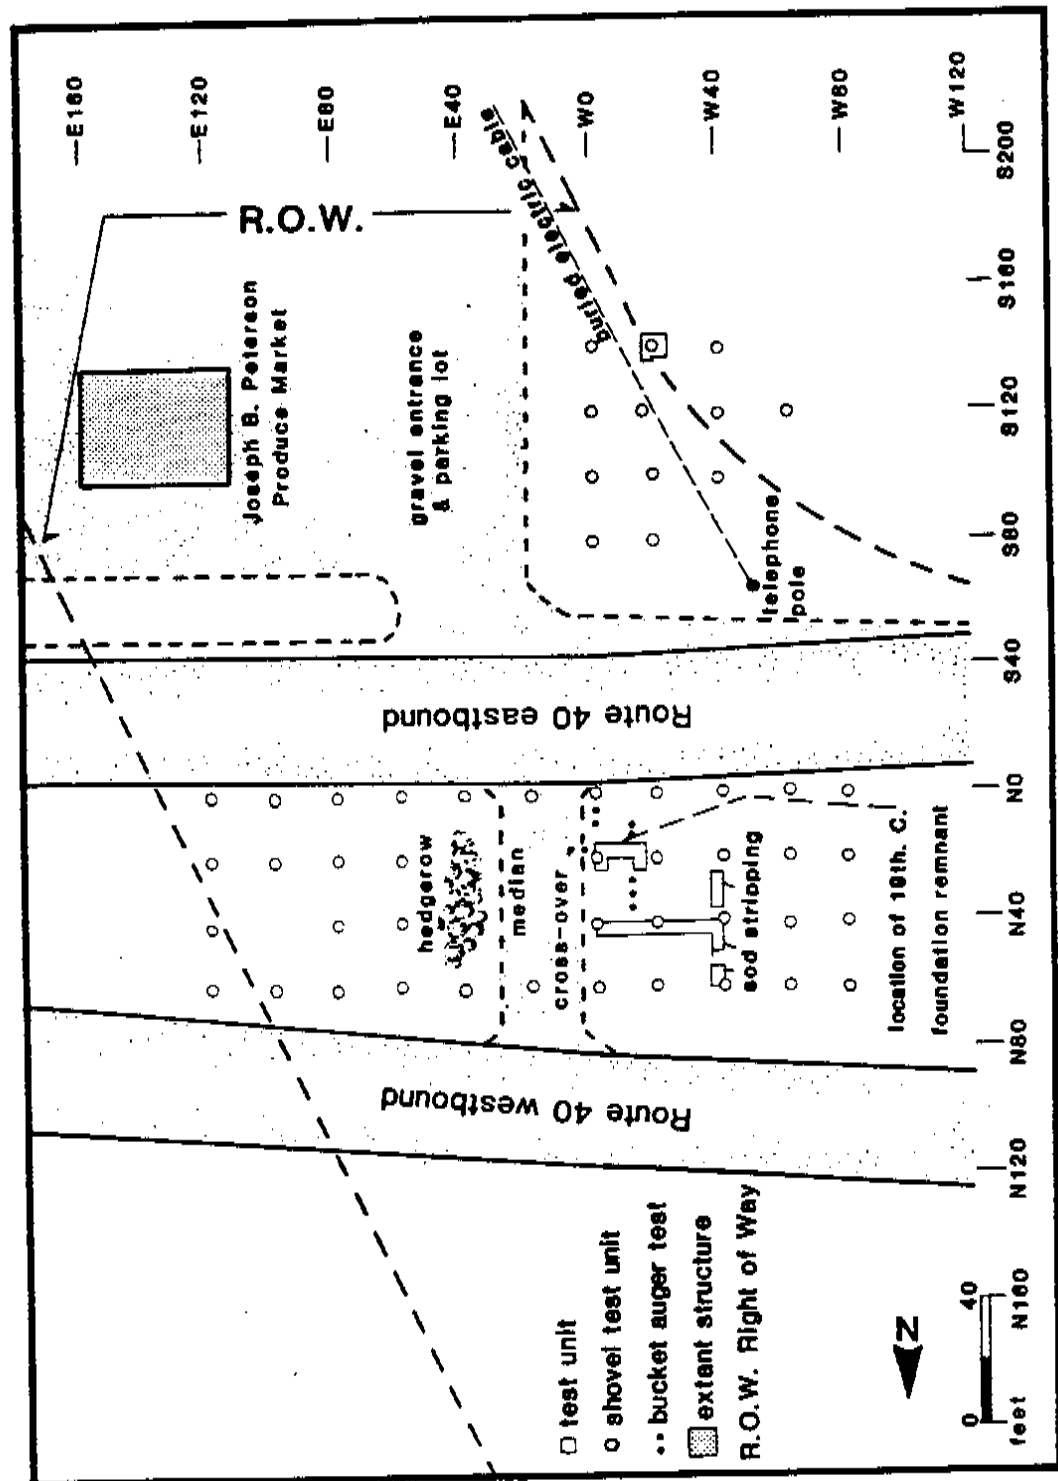 E160
E120
E80
E40
W0
W40
W80
W120
R.O.W.
Joseph B. Peterson
Produce Market
gravel entrance
& parking lot
buried electric cable
telephone
pole
Route 40 eastbound
hedgerow
median
cross-over
sod stripping
location of 18th. C.
foundation remnant
Route 40 westbound
S200
S160
S120
S80
S40
N0
N40
N80
N120
N160
test unit
shovel test unit
bucket auger test
extant structure
R.O.W. Right of Way
N
0 40
feet